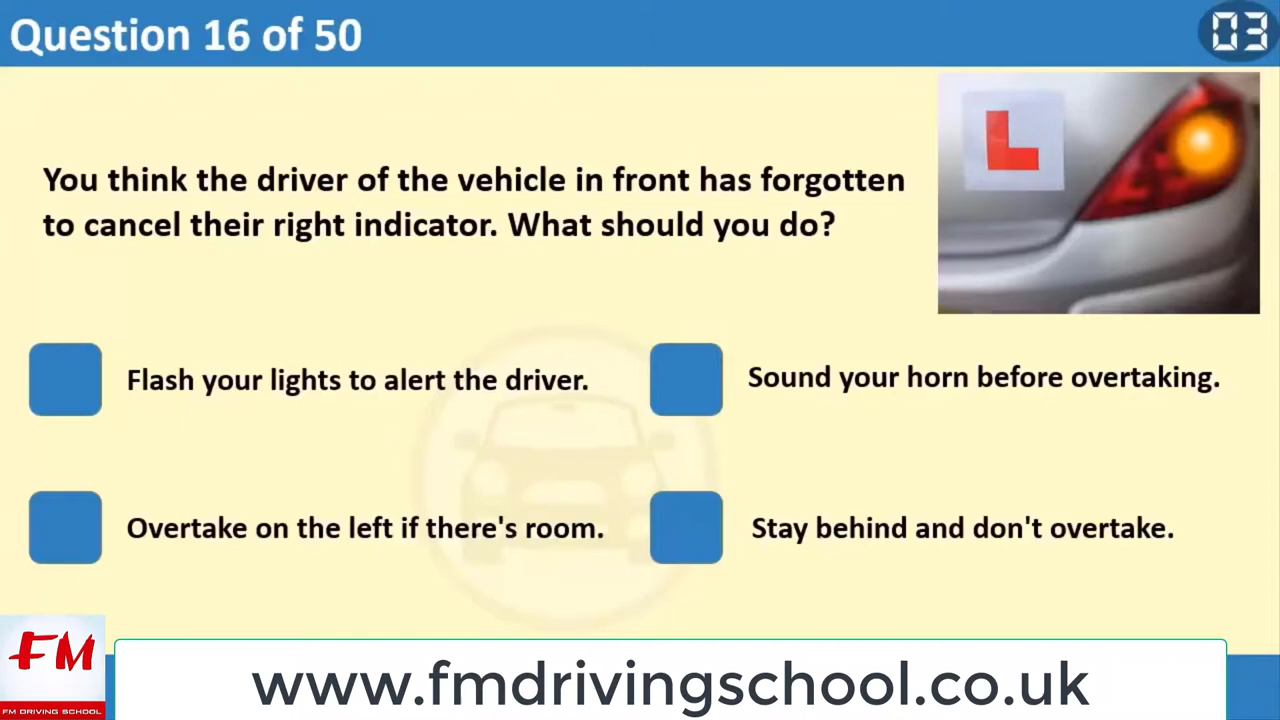 Question 16 of 50
03
You think the driver of the vehicle in front has forgotten
to cancel their right indicator. What should you do?
L
Flash your lights to alert the driver.
Sound your horn before overtaking.
Overtake on the left if there's room.
Stay behind and don't overtake.
FM
FM DRIVING SCHOOL
www.fmdrivingschool.co.uk